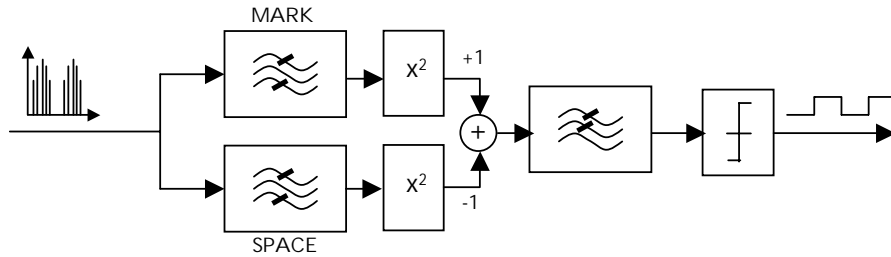 MARK
x²
+1
+
x²
-1
SPACE